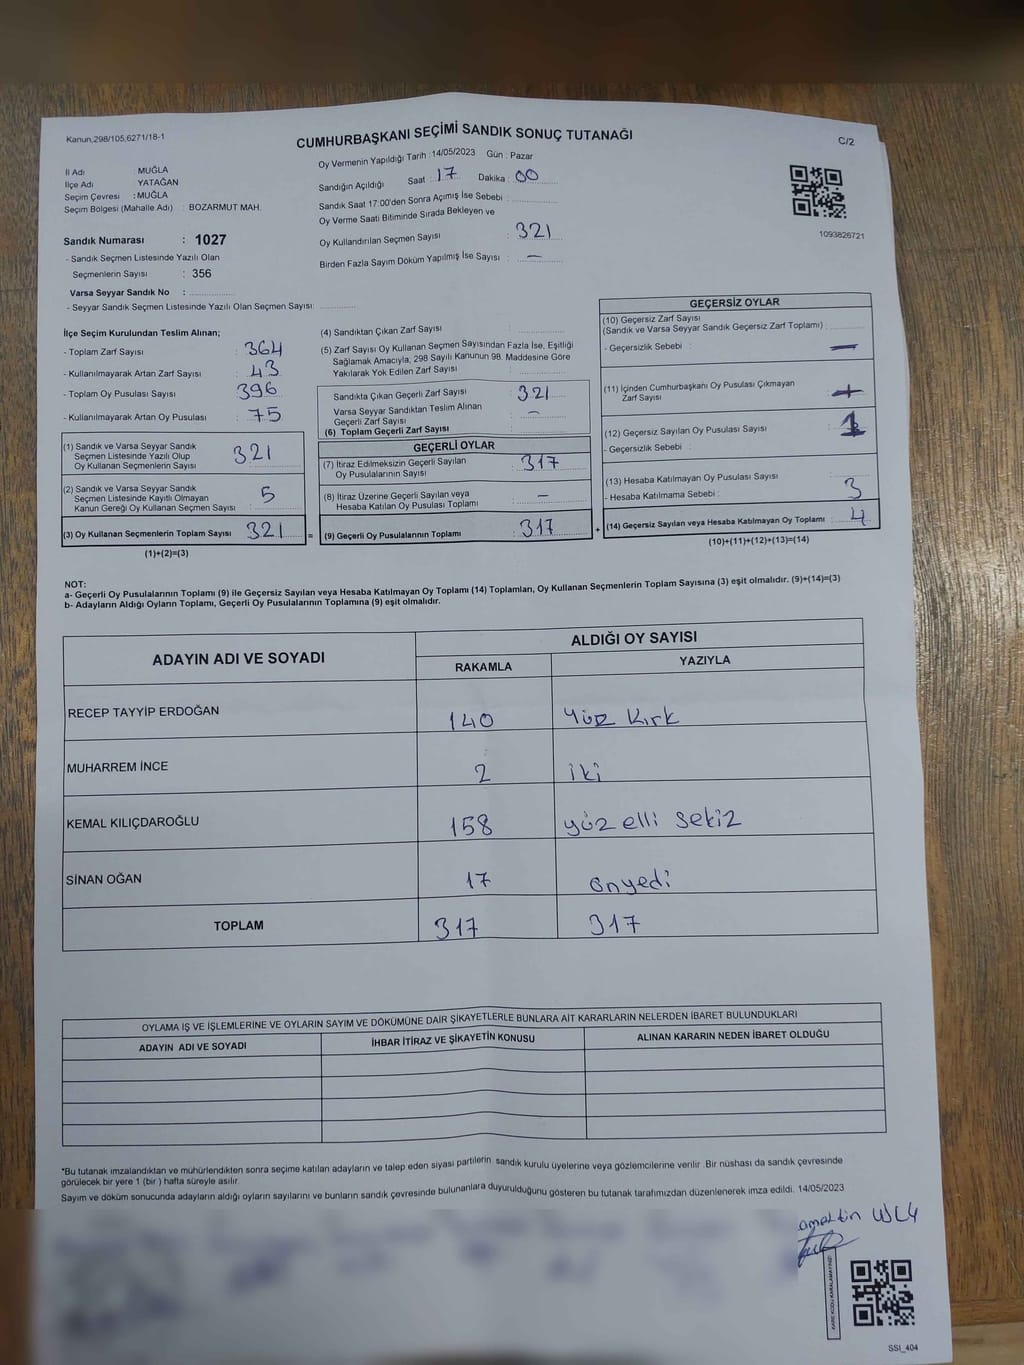 Kanun,298/105,6271/18-1
CUMHURBAŞKANI SEÇİMİ SANDIK SONUÇ TUTANAĞI
C/2
İl Adı : MUĞLA
İlçe Adı : YATAĞAN
Seçim Çevresi : MUĞLA
Seçim Bölgesi (Mahalle Adı) : BOZARMUT MAH.
Sandık Numarası : 1027
- Sandık Seçmen Listesinde Yazılı Olan
Seçmenlerin Sayısı : 356
Varsa Seyyar Sandık No :
- Seyyar Sandık Seçmen Listesinde Yazılı Olan Seçmen Sayısı:
Oy Vermenin Yapıldığı Tarih : 14/05/2023 Gün : Pazar
Sandığın Açıldığı Saat : 17 Dakika : 00
Sandık Saat 17:00'den Sonra Açımış İse Sebebi :
Oy Verme Saati Bitiminde Sırada Bekleyen ve
Oy Kullandırılan Seçmen Sayısı : 321
Birden Fazla Sayım Döküm Yapılmış İse Sayısı : —
1093826721
İlçe Seçim Kurulundan Teslim Alınan;
- Toplam Zarf Sayısı : 364
- Kullanılmayarak Artan Zarf Sayısı : 43
- Toplam Oy Pusulası Sayısı : 396
- Kullanılmayarak Artan Oy Pusulası : 75
(1) Sandık ve Varsa Seyyar Sandık
Seçmen Listesinde Yazılı Olup
Oy Kullanan Seçmenlerin Sayısı : 321
(2) Sandık ve Varsa Seyyar Sandık
Seçmen Listesinde Kayıtlı Olmayan
Kanun Gereği Oy Kullanan Seçmen Sayısı : 5
(3) Oy Kullanan Seçmenlerin Toplam Sayısı : 321
(1)+(2)=(3)
(4) Sandıktan Çıkan Zarf Sayısı :
(5) Zarf Sayısı Oy Kullanan Seçmen Sayısından Fazla İse, Eşitliği
Sağlamak Amacıyla, 298 Sayılı Kanunun 98. Maddesine Göre
Yakılarak Yok Edilen Zarf Sayısı :
Sandıkta Çıkan Geçerli Zarf Sayısı : 321
Varsa Seyyar Sandıktan Teslim Alınan
Geçerli Zarf Sayısı : —
(6) Toplam Geçerli Zarf Sayısı :
GEÇERLİ OYLAR
(7) İtiraz Edilmeksizin Geçerli Sayılan
Oy Pusulalarının Sayısı : 317
(8) İtiraz Üzerine Geçerli Sayılan veya
Hesaba Katılan Oy Pusulası Toplamı : —
= (9) Geçerli Oy Pusulalarının Toplamı : 317
GEÇERSİZ OYLAR
(10) Geçersiz Zarf Sayısı
(Sandık ve Varsa Seyyar Sandık Geçersiz Zarf Toplamı) :
- Geçersizlik Sebebi : —
(11) İçinden Cumhurbaşkanı Oy Pusulası Çıkmayan
Zarf Sayısı :
(12) Geçersiz Sayılan Oy Pusulası Sayısı : 1
- Geçersizlik Sebebi :
(13) Hesaba Katılmayan Oy Pusulası Sayısı :
- Hesaba Katılmama Sebebi : 3
+ (14) Geçersiz Sayılan veya Hesaba Katılmayan Oy Toplamı : 4
(10)+(11)+(12)+(13)=(14)
NOT:
a- Geçerli Oy Pusulalarının Toplamı (9) ile Geçersiz Sayılan veya Hesaba Katılmayan Oy Toplamı (14) Toplamları, Oy Kullanan Seçmenlerin Toplam Sayısına (3) eşit olmalıdır. (9)+(14)=(3)
b- Adayların Aldığı Oyların Toplamı, Geçerli Oy Pusulalarının Toplamına (9) eşit olmalıdır.
ADAYIN ADI VE SOYADI
ALDIĞI OY SAYISI
RAKAMLA YAZIYLA
RECEP TAYYİP ERDOĞAN 140 Yüz Kırk
MUHARREM İNCE 2 iki
KEMAL KILIÇDAROĞLU 158 yüz elli sekiz
SİNAN OĞAN 17 onyedi
TOPLAM 317 317
OYLAMA İŞ VE İŞLEMLERİNE VE OYLARIN SAYIM VE DÖKÜMÜNE DAİR ŞİKAYETLERLE BUNLARA AİT KARARLARIN NELERDEN İBARET BULUNDUKLARI
ADAYIN ADI VE SOYADI İHBAR İTİRAZ VE ŞİKAYETİN KONUSU ALINAN KARARIN NEDEN İBARET OLDUĞU
*Bu tutanak imzalandıktan ve mühürlendikten sonra seçime katılan adayların ve talep eden siyasi partilerin, sandık kurulu üyelerine veya gözlemcilerine verilir. Bir nüshası da sandık çevresinde
görülecek bir yere 1 (bir ) hafta süreyle asılır.
Sayım ve döküm sonucunda adayların aldığı oyların sayılarını ve bunların sandık çevresinde bulunanlara duyurulduğunu gösteren bu tutanak tarafımızdan düzenlenerek imza edildi. 14/05/2023
KARE KODU KARALAMAYINIZ!
SSI_404